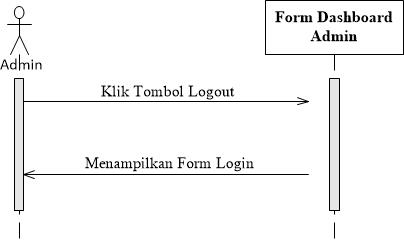 Form Dashboard
Admin
Admin
Klik Tombol Logout
Menampilkan Form Login